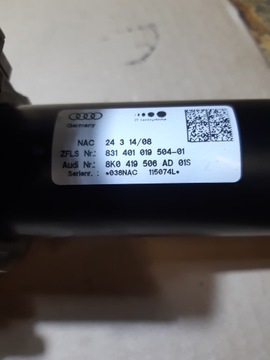 Germany
NAC 24 3 14/08
ZFLS Nr.: 831 401 019 504-01
Audi Nr.: 8K0 419 506 AD 01S
Serienr.: *038NAC 115074L*